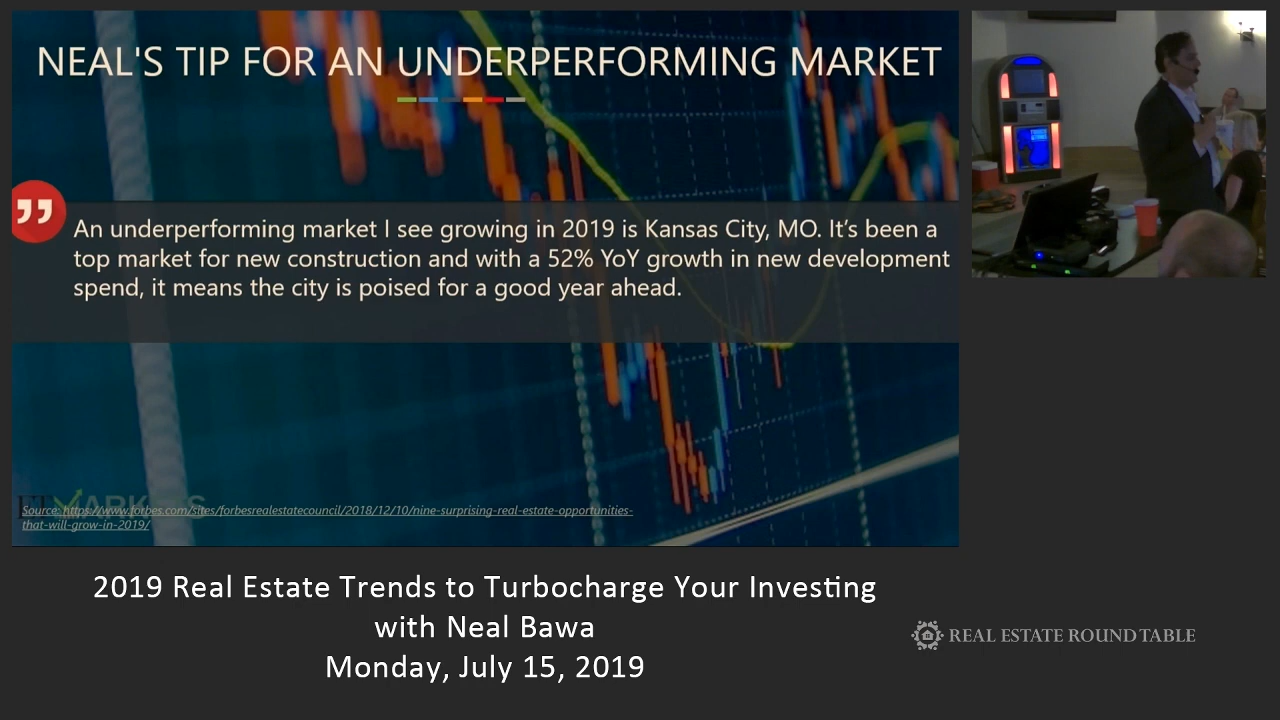 NEAL'S TIP FOR AN UNDERPERFORMING MARKET
An underperforming market I see growing in 2019 is Kansas City, MO. It's been a
top market for new construction and with a 52% YoY growth in new development
spend, it means the city is poised for a good year ahead.
Source: https://www.forbes.com/sites/forbesrealestatecouncil/2018/12/10/nine-surprising-real-estate-opportunities-
that-will-grow-in-2019/
2019 Real Estate Trends to Turbocharge Your Investing
with Neal Bawa
Monday, July 15, 2019
REAL ESTATE ROUND TABLE